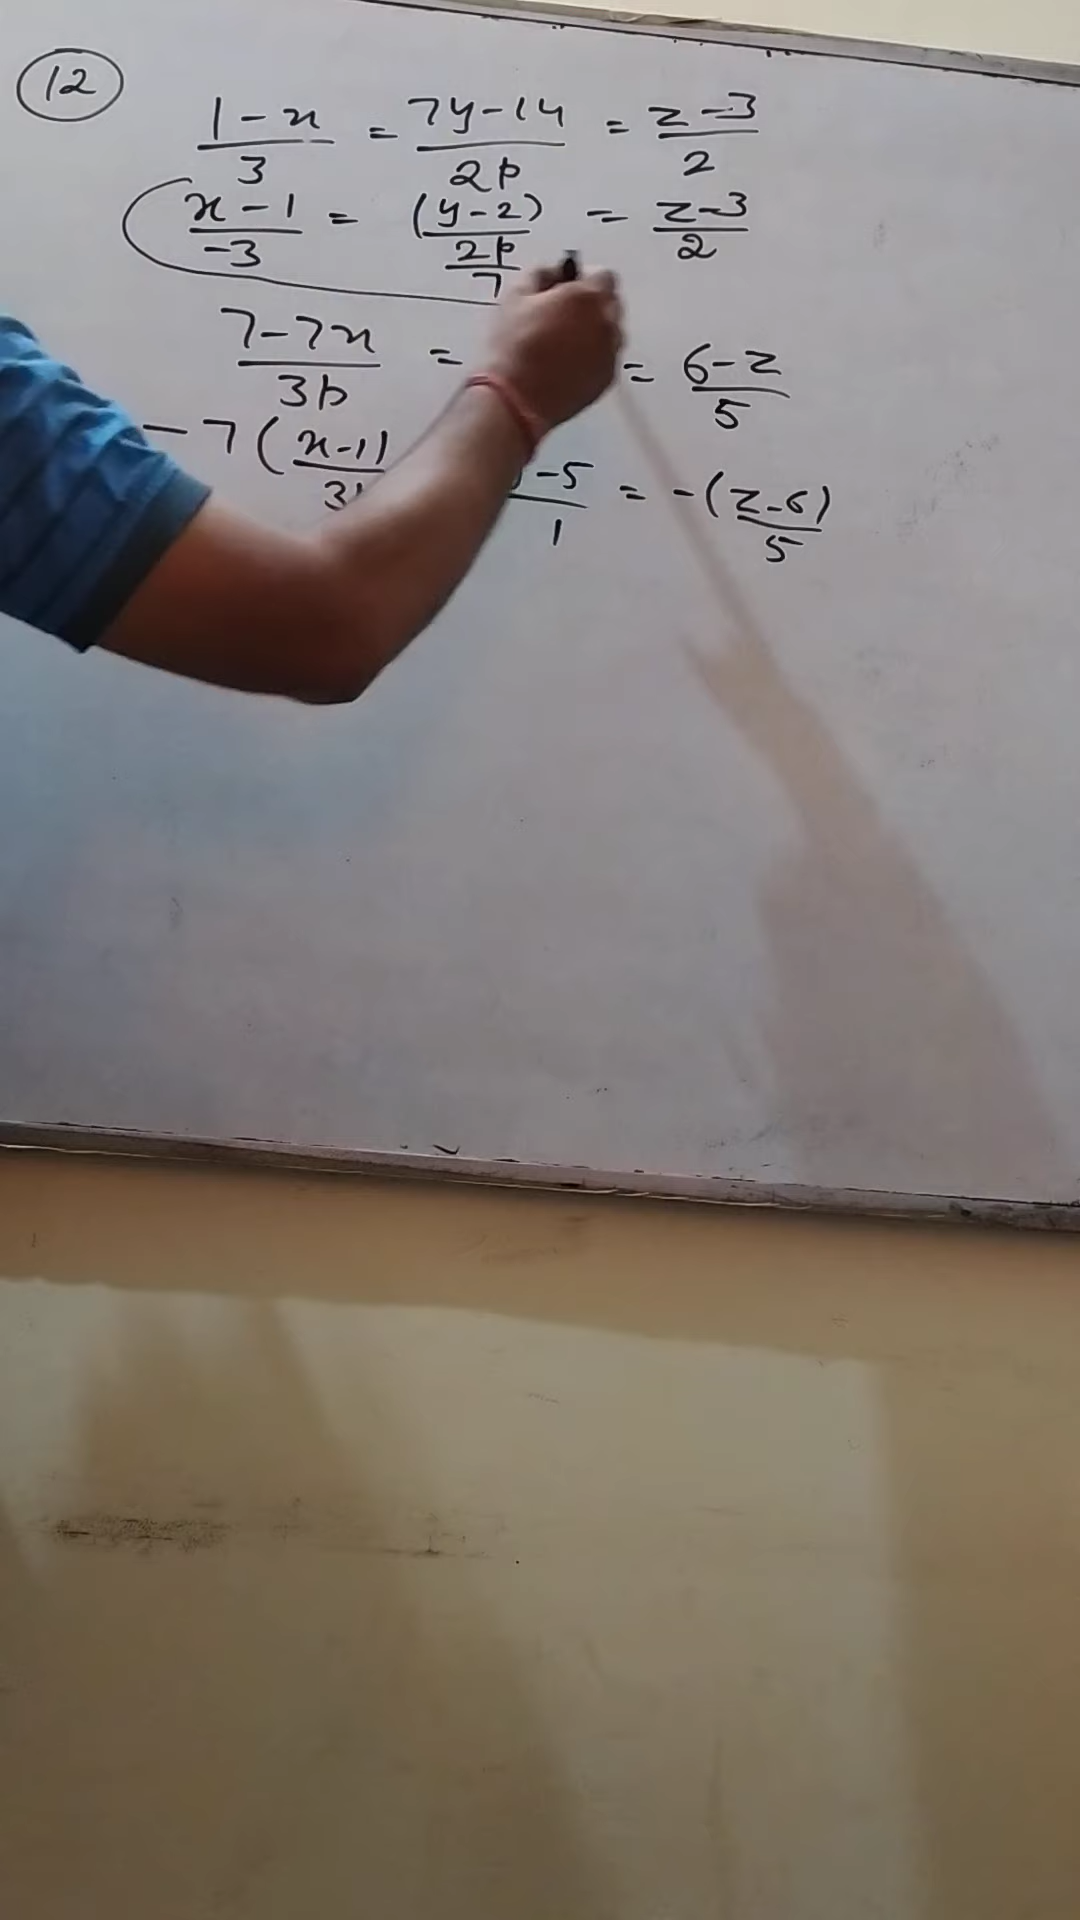 12
(1-x)/3 = (7y-14)/2p = (z-3)/2
(x-1)/-3 = (y-2)/(2p/7) = (z-3)/2
(7-7x)/3p = = (6-z)/5
-7(x-1)/3 -5/1 = -(z-6)/5